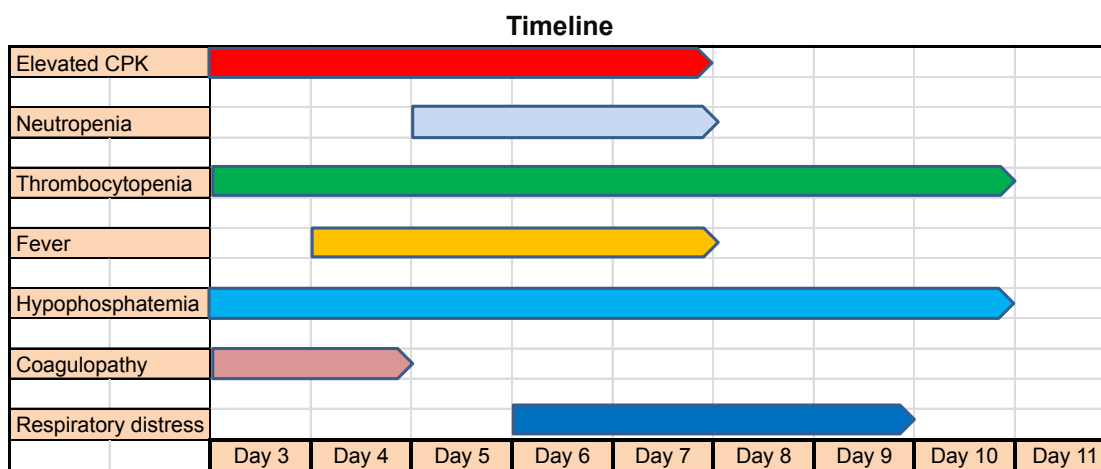 Timeline
Elevated CPK
Neutropenia
Thrombocytopenia
Fever
Hypophosphatemia
Coagulopathy
Respiratory distress
Day 3 Day 4 Day 5 Day 6 Day 7 Day 8 Day 9 Day 10 Day 11